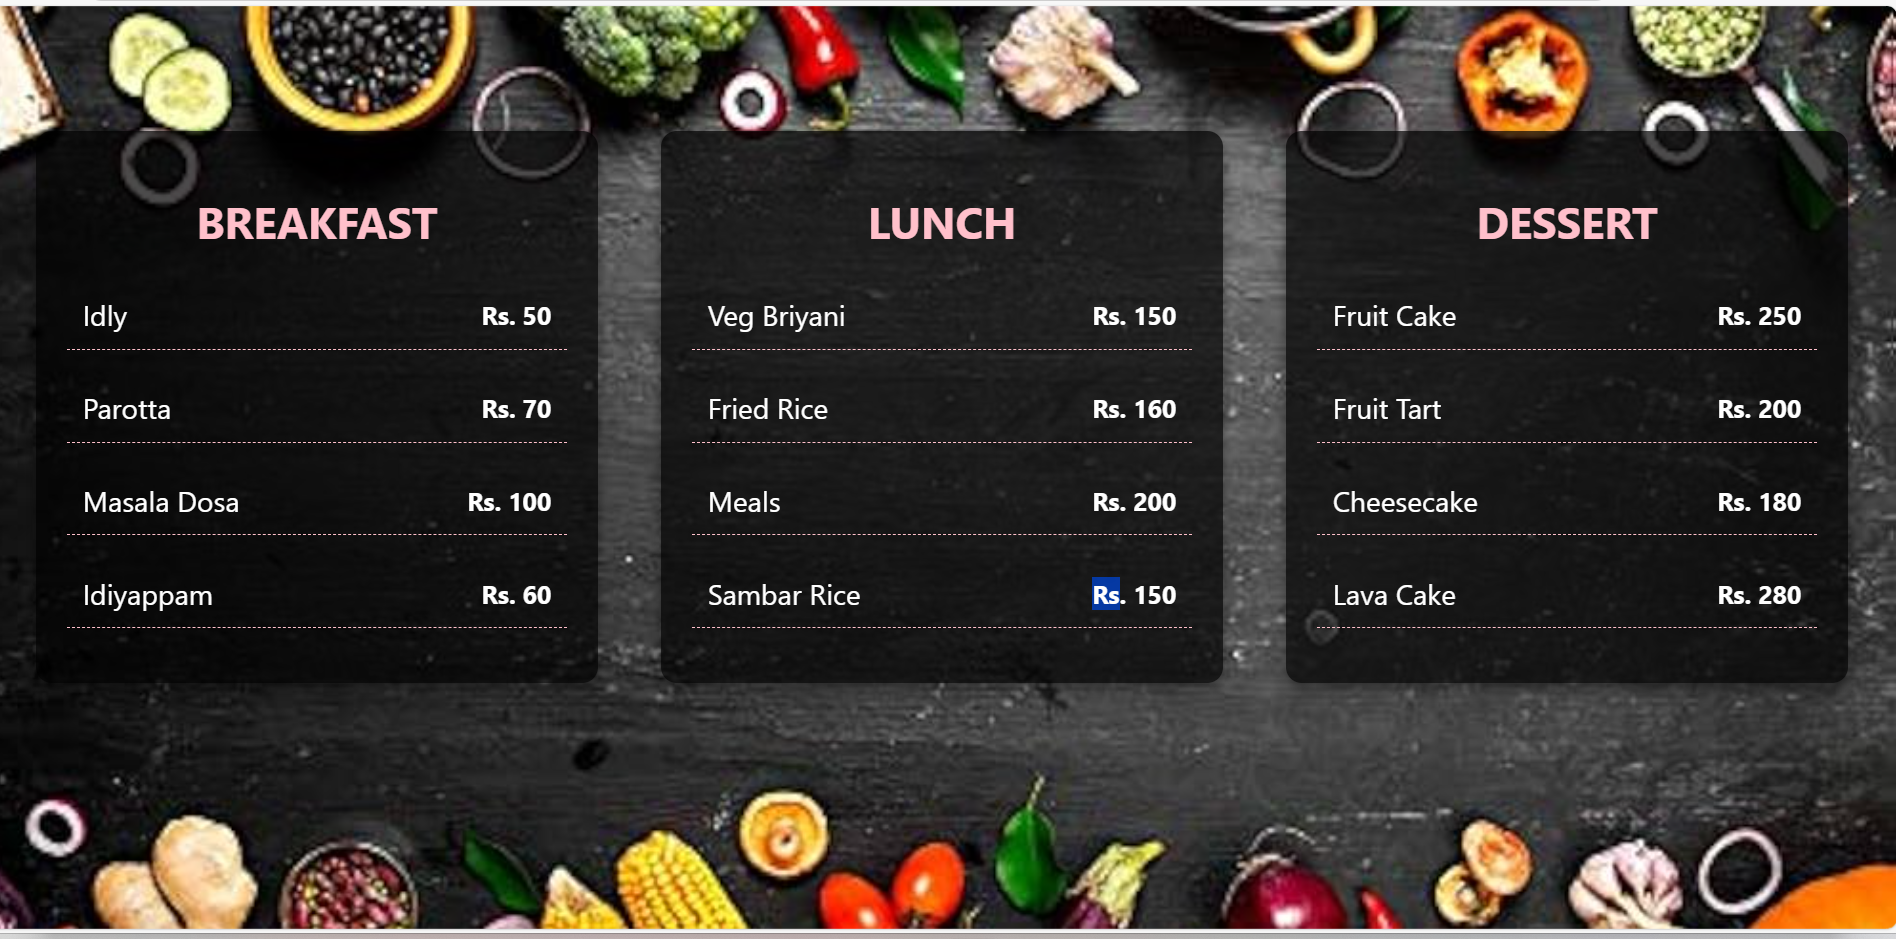 BREAKFAST
Idly Rs. 50
Parotta Rs. 70
Masala Dosa Rs. 100
Idiyappam Rs. 60
LUNCH
Veg Briyani Rs. 150
Fried Rice Rs. 160
Meals Rs. 200
Sambar Rice Rs. 150
DESSERT
Fruit Cake Rs. 250
Fruit Tart Rs. 200
Cheesecake Rs. 180
Lava Cake Rs. 280